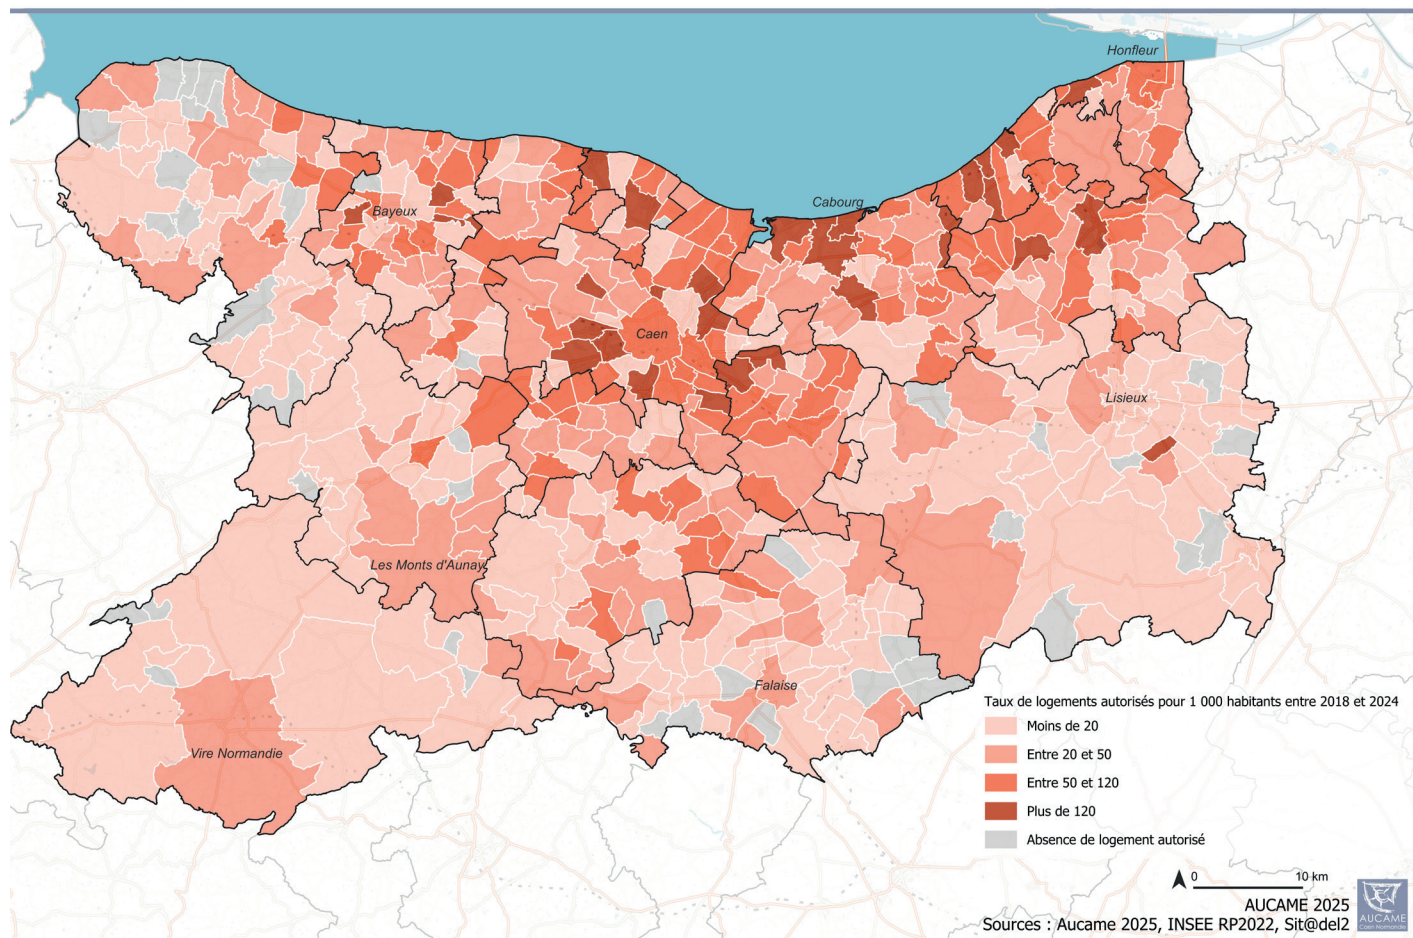 Honfleur
Cabourg
Bayeux
Caen
Lisieux
Les Monts d'Aunay
Falaise
Vire Normandie
Taux de logements autorisés pour 1 000 habitants entre 2018 et 2024
Moins de 20
Entre 20 et 50
Entre 50 et 120
Plus de 120
Absence de logement autorisé
0 10 km
AUCAME 2025
Sources : Aucame 2025, INSEE RP2022, Sit@del2
AUCAME
Caen Normandie